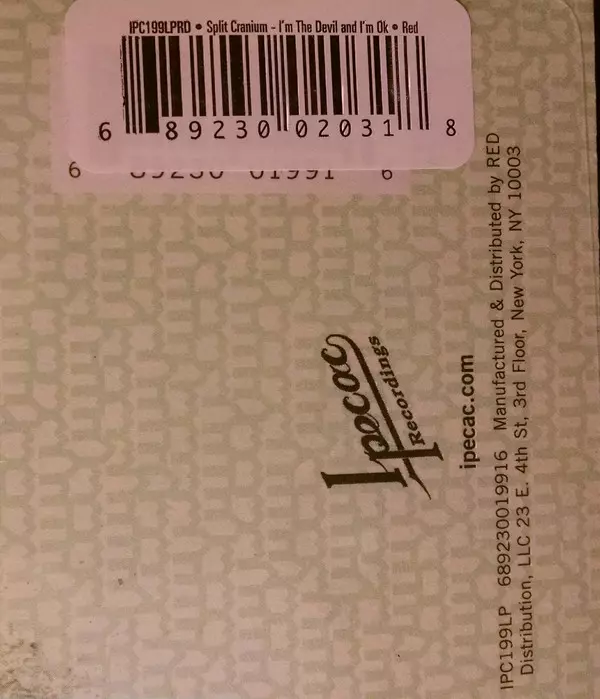 IPC199LPRD • Split Cranium - I'm The Devil and I'm Ok • Red
6 89230 02031 8
6 89230 01991 6
Ipecac
Recordings
ipecac.com
IPC199LP 689230019916 Manufactured & Distributed by RED
Distribution, LLC 23 E. 4th St, 3rd Floor, New York, NY 10003